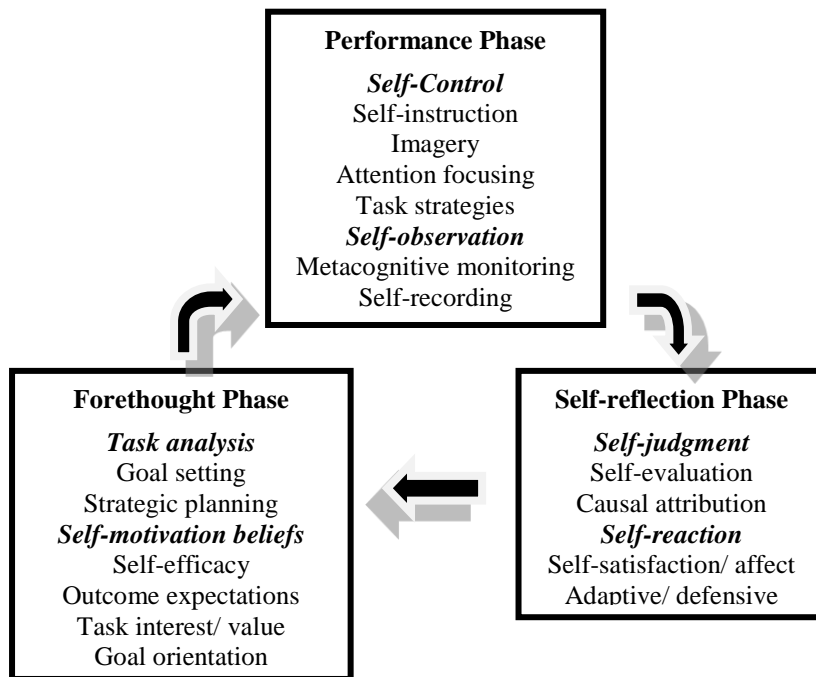 Performance Phase
Self-Control
Self-instruction
Imagery
Attention focusing
Task strategies
Self-observation
Metacognitive monitoring
Self-recording
Forethought Phase
Task analysis
Goal setting
Strategic planning
Self-motivation beliefs
Self-efficacy
Outcome expectations
Task interest/ value
Goal orientation
Self-reflection Phase
Self-judgment
Self-evaluation
Causal attribution
Self-reaction
Self-satisfaction/ affect
Adaptive/ defensive